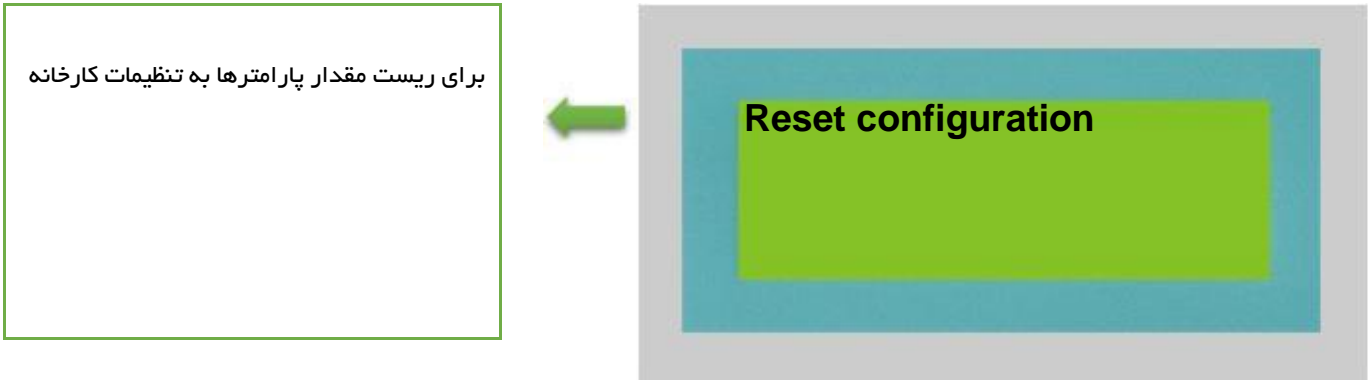 برای ریست مقدار پارامترها به تنظیمات کارخانه
Reset configuration